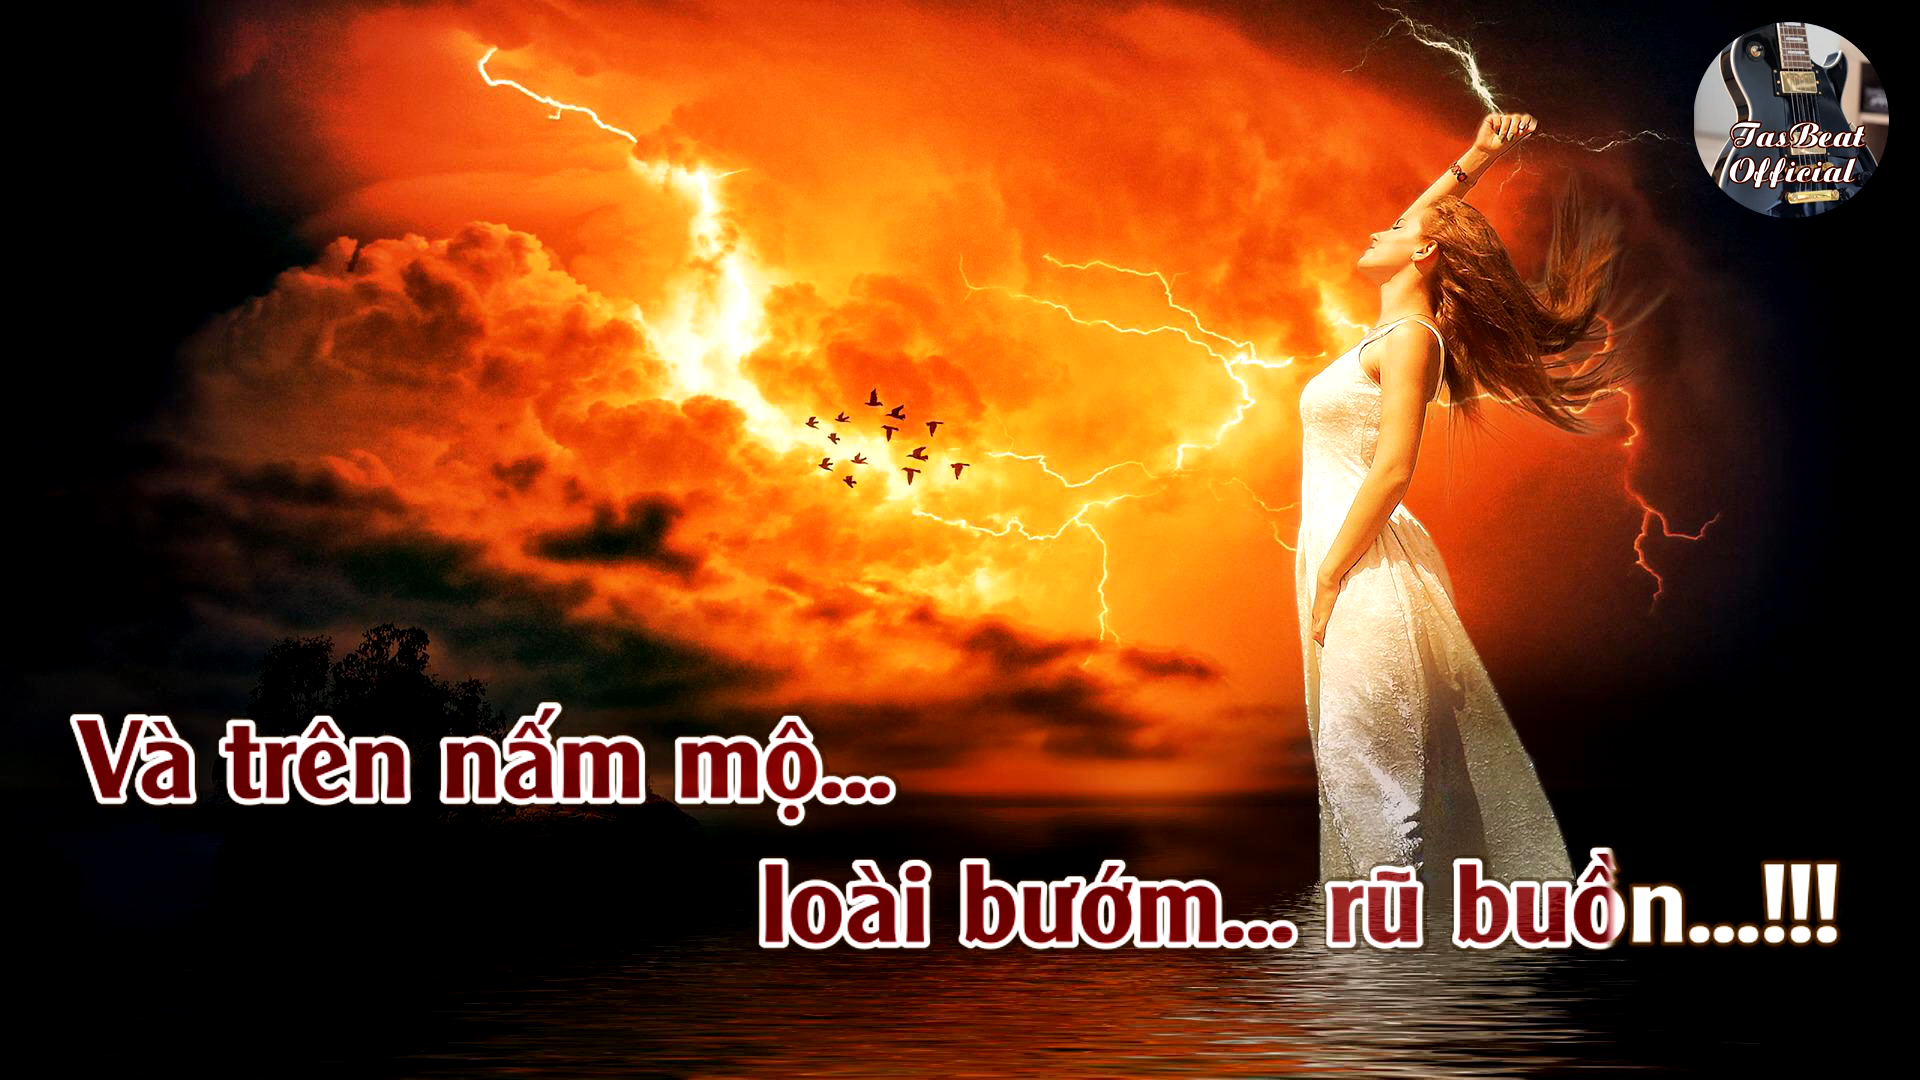 TasBeat
Official
Và trên nấm mộ...
loài bướm... rũ buồn...!!!